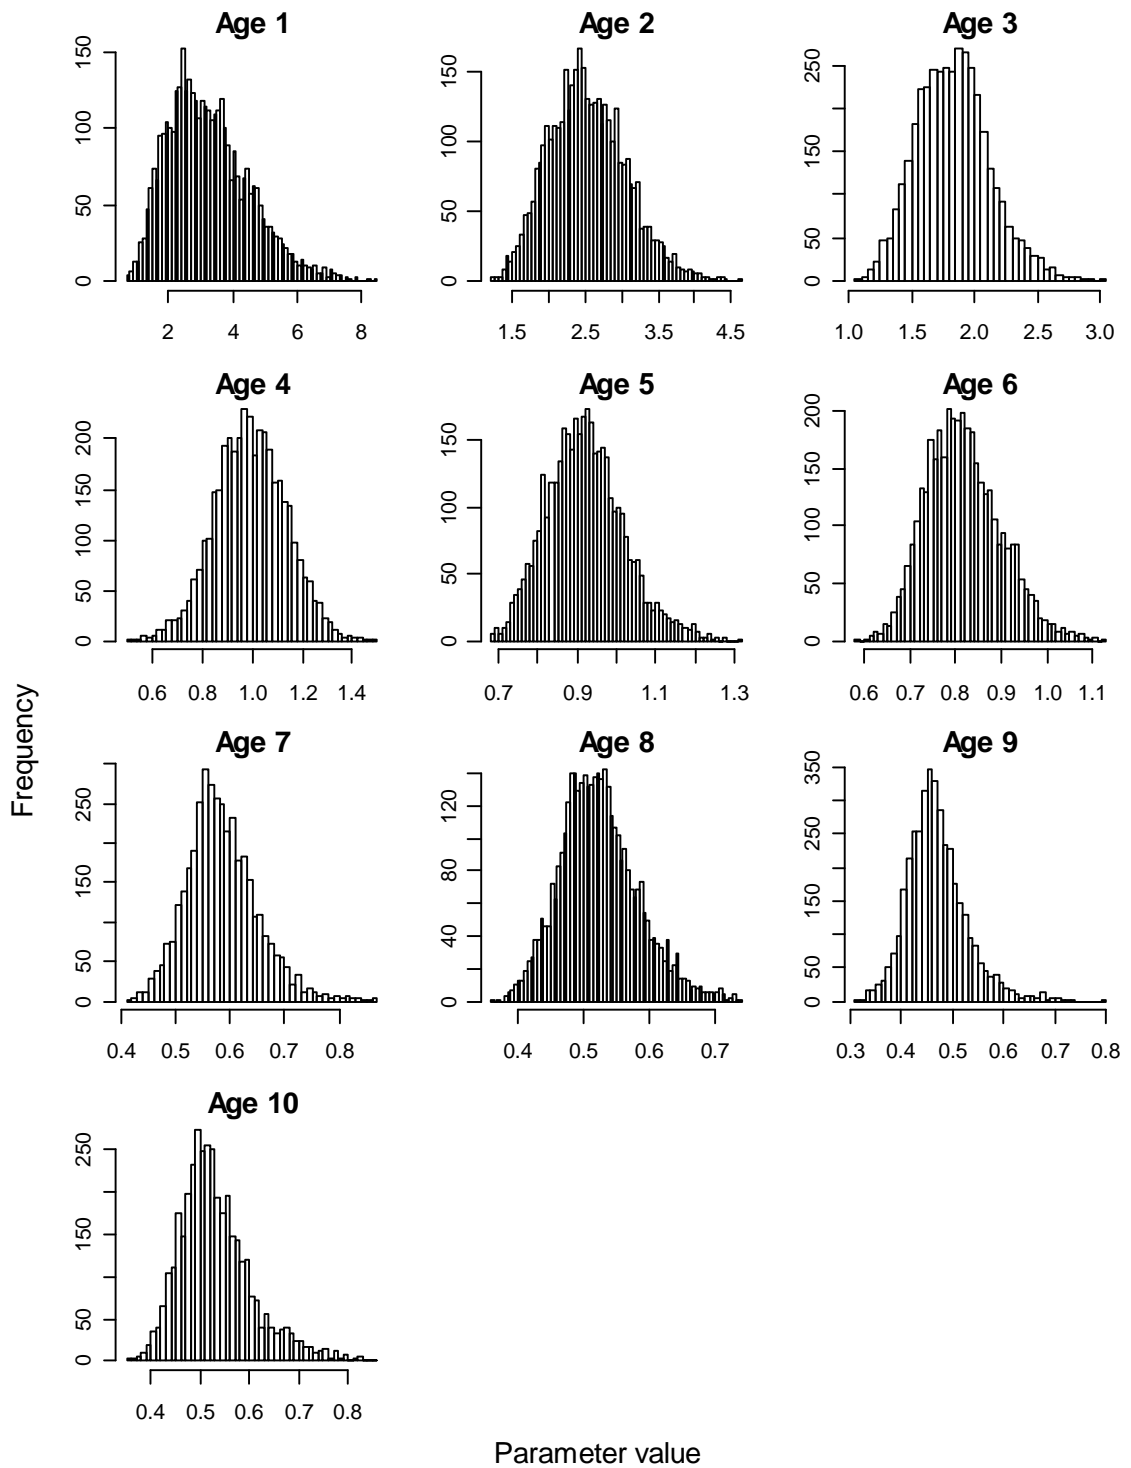 Age 1
Age 2
Age 3
0 50 100 150
0 50 100 150
0 50 150 250
2 4 6 8
1.5 2.5 3.5 4.5
1.0 1.5 2.0 2.5 3.0
Age 4
Age 5
Age 6
0 50 100 150 200
0 50 100 150
0 50 100 150 200
0.6 0.8 1.0 1.2 1.4
0.7 0.9 1.1 1.3
0.6 0.7 0.8 0.9 1.0 1.1
Frequency
Age 7
Age 8
Age 9
0 50 150 250
0 40 80 120
0 50 150 250 350
0.4 0.5 0.6 0.7 0.8
0.4 0.5 0.6 0.7
0.3 0.4 0.5 0.6 0.7 0.8
Age 10
0 50 150 250
0.4 0.5 0.6 0.7 0.8
Parameter value